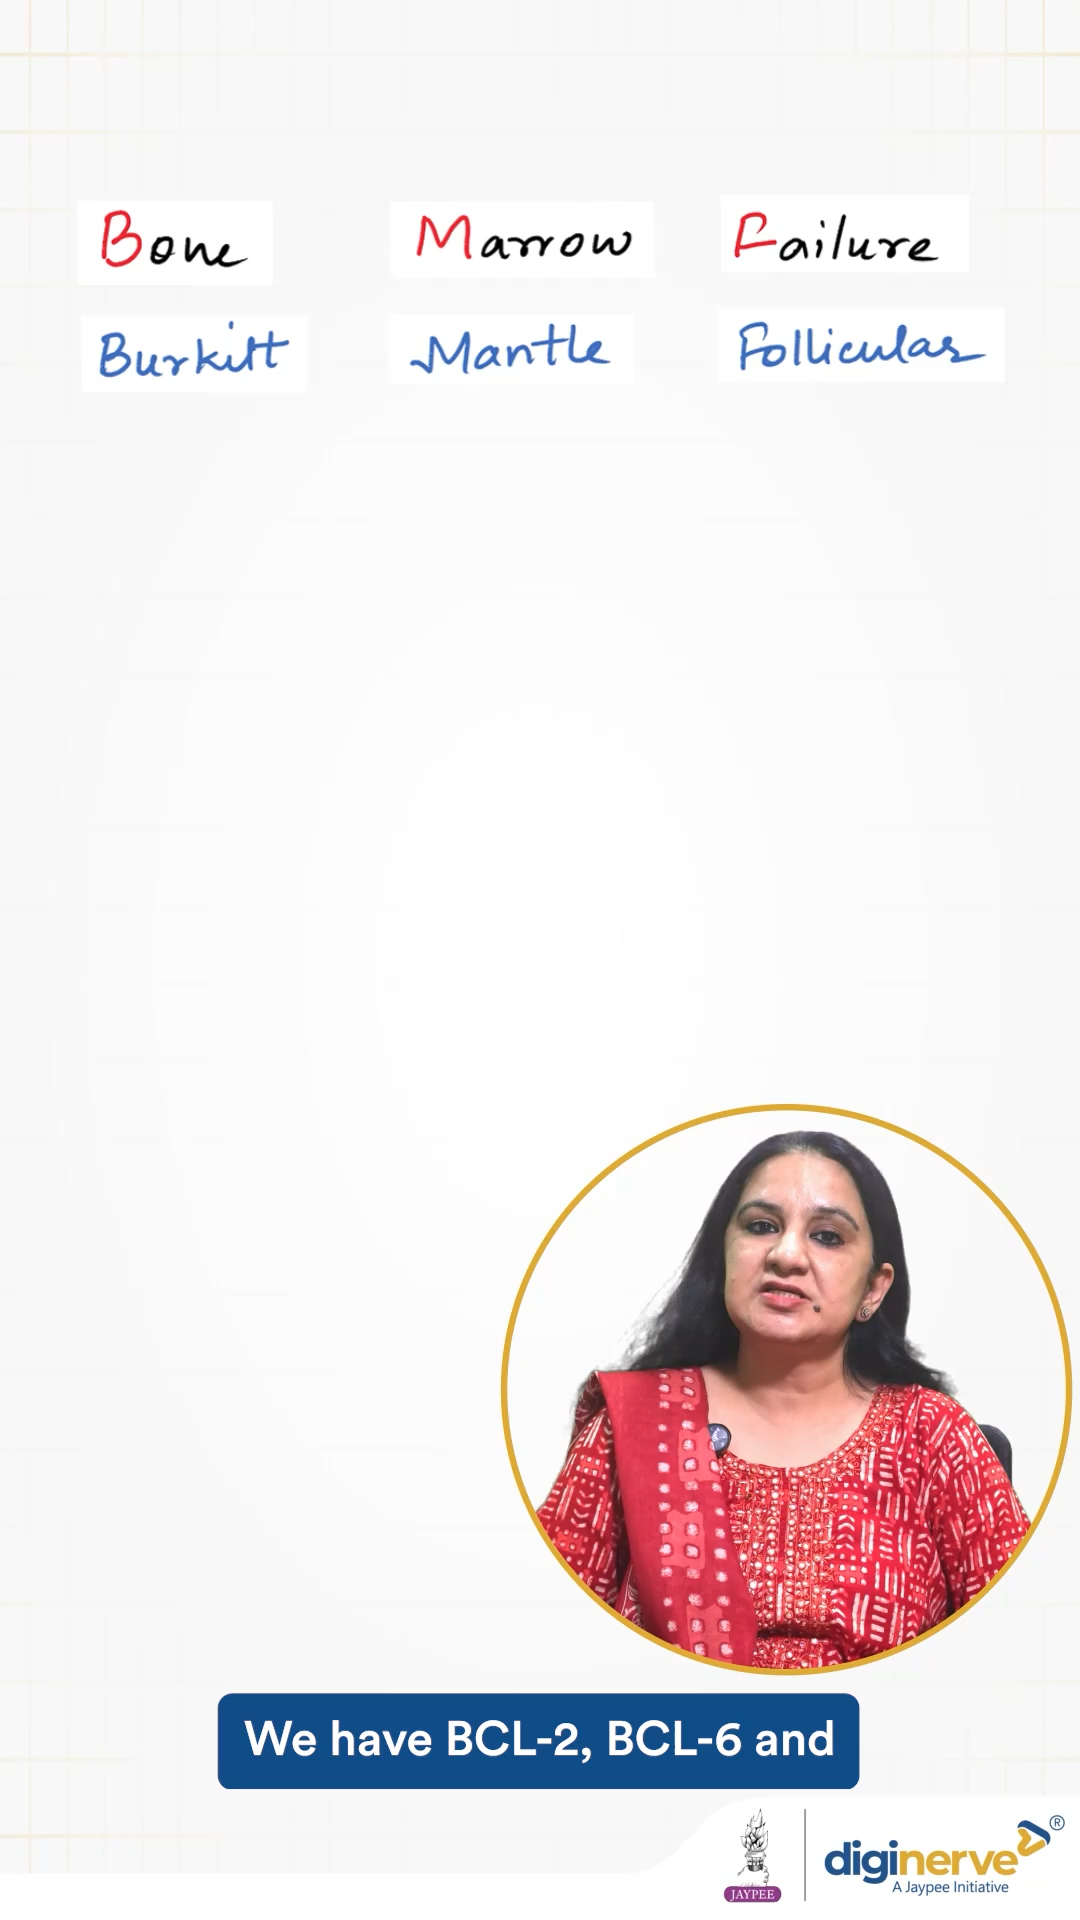 Bone Marrow Failure
Burkitt Mantle Follicular
We have BCL-2, BCL-6 and
JAYPEE
diginerve®
A Jaypee Initiative